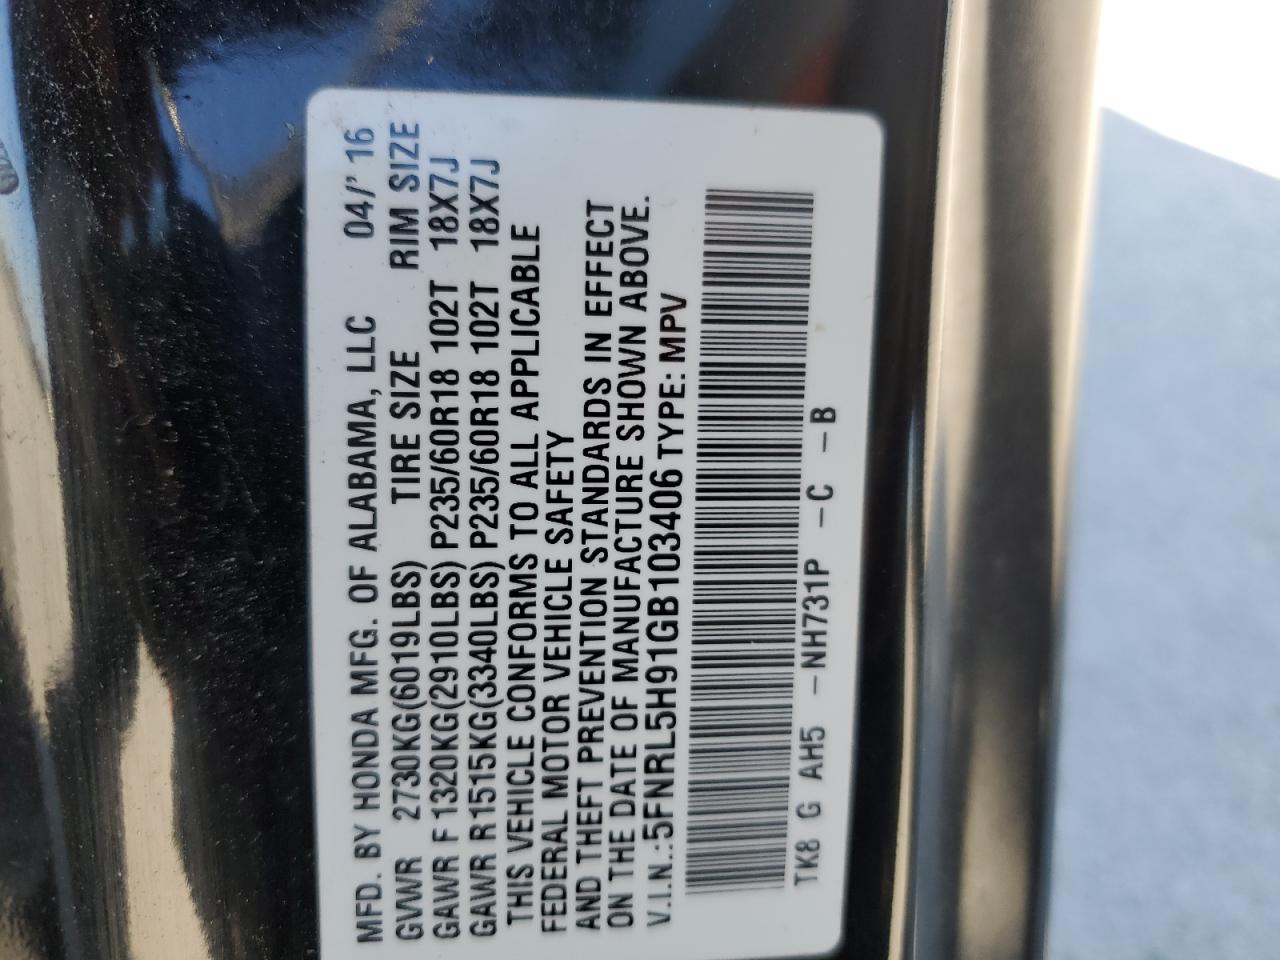 MFD. BY HONDA MFG. OF ALABAMA, LLC 04/'16
GVWR 2730KG(6019LBS) TIRE SIZE RIM SIZE
GAWR F 1320KG(2910LBS) P235/60R18 102T 18X7J
GAWR R 1515KG(3340LBS) P235/60R18 102T 18X7J
THIS VEHICLE CONFORMS TO ALL APPLICABLE
FEDERAL MOTOR VEHICLE SAFETY
AND THEFT PREVENTION STANDARDS IN EFFECT
ON THE DATE OF MANUFACTURE SHOWN ABOVE.
V.I.N.:5FNRL5H91GB103406 TYPE: MPV
TK8 G AH5 -NH731P -C -B